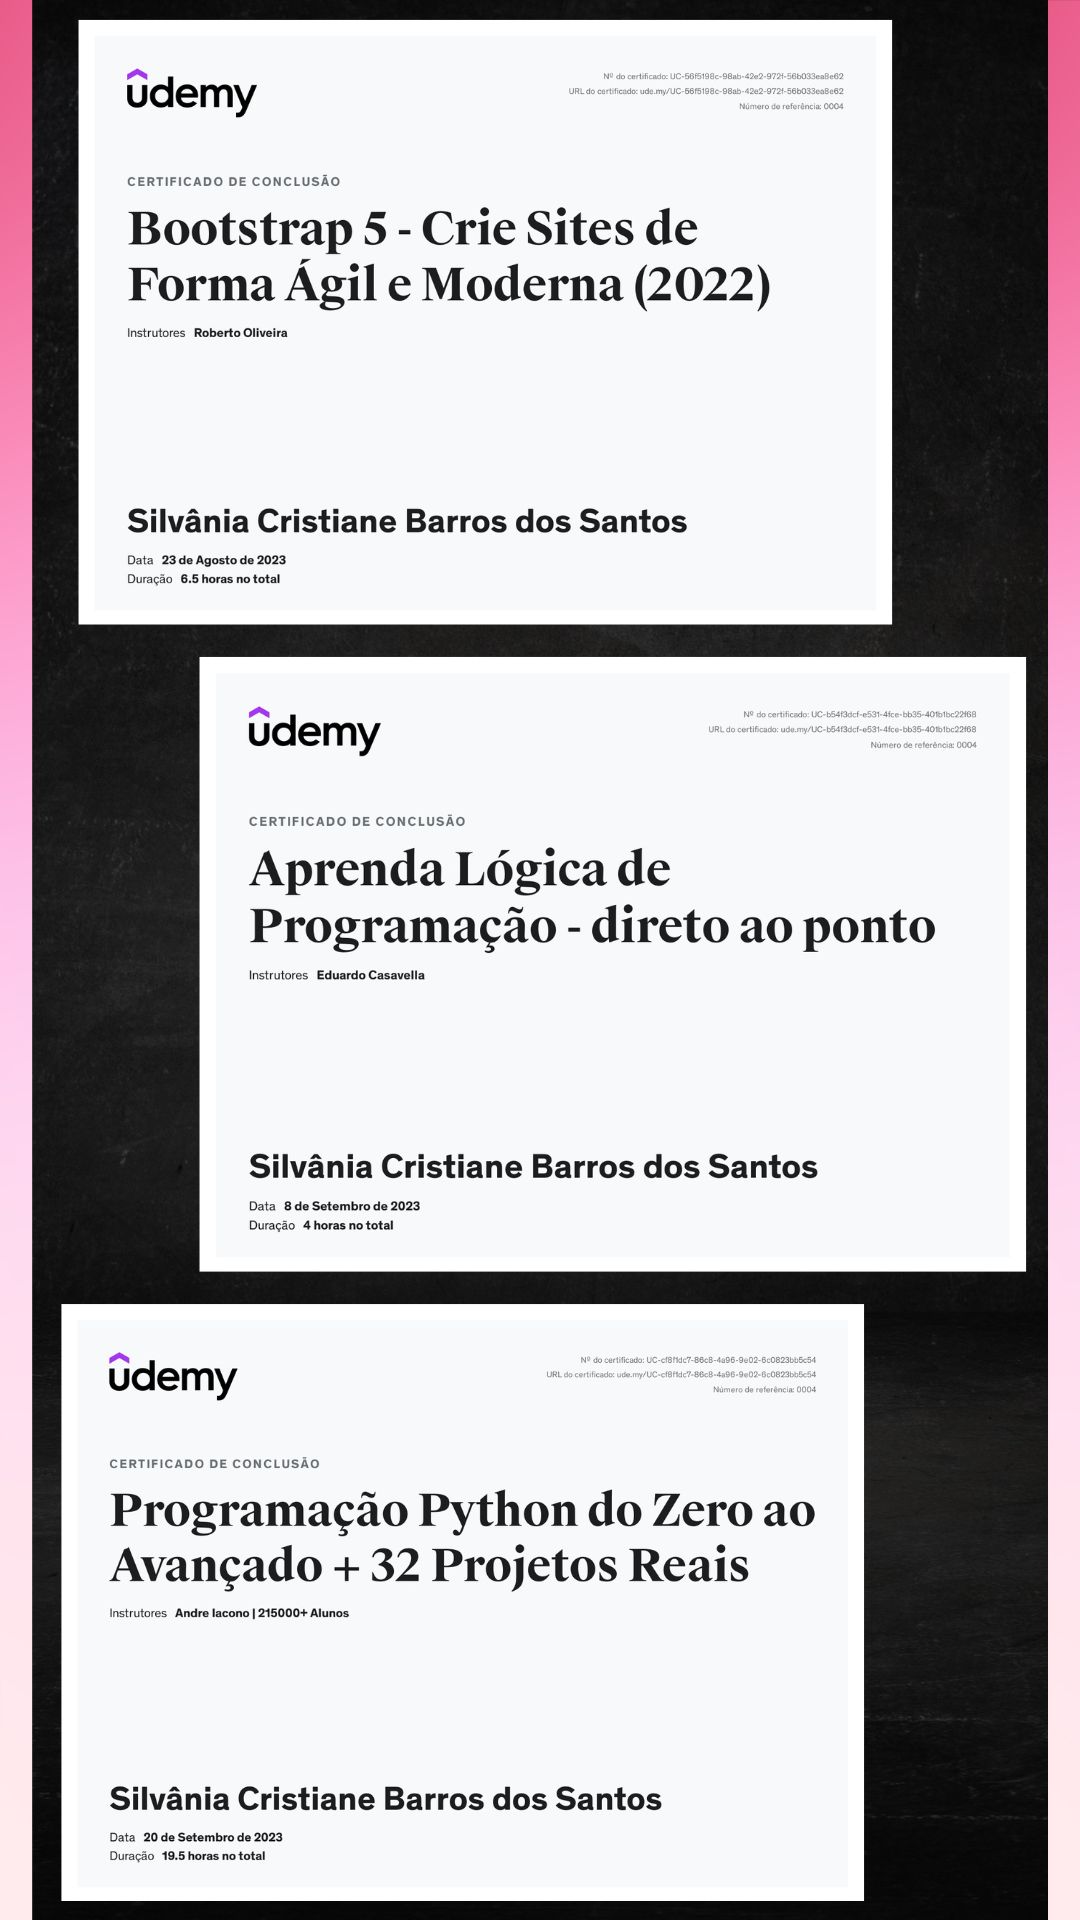 udemy
Nº do certificado: UC-56f5198c-98ab-42e2-972f-56b033ea8e62
URL do certificado: ude.my/UC-56f5198c-98ab-42e2-972f-56b033ea8e62
Número de referência: 0004
CERTIFICADO DE CONCLUSÃO
Bootstrap 5 - Crie Sites de
Forma Ágil e Moderna (2022)
Instrutores Roberto Oliveira
Silvânia Cristiane Barros dos Santos
Data 23 de Agosto de 2023
Duração 6.5 horas no total
udemy
Nº do certificado: UC-b54f3dcf-e531-4fce-bb35-401b1bc22f68
URL do certificado: ude.my/UC-b54f3dcf-e531-4fce-bb35-401b1bc22f68
Número de referência: 0004
CERTIFICADO DE CONCLUSÃO
Aprenda Lógica de
Programação - direto ao ponto
Instrutores Eduardo Casavella
Silvânia Cristiane Barros dos Santos
Data 8 de Setembro de 2023
Duração 4 horas no total
udemy
Nº do certificado: UC-cf8f1dc7-86c8-4a96-9e02-6c0823bb5c54
URL do certificado: ude.my/UC-cf8f1dc7-86c8-4a96-9e02-6c0823bb5c54
Número de referência: 0004
CERTIFICADO DE CONCLUSÃO
Programação Python do Zero ao
Avançado + 32 Projetos Reais
Instrutores Andre Iacono | 215000+ Alunos
Silvânia Cristiane Barros dos Santos
Data 20 de Setembro de 2023
Duração 19.5 horas no total